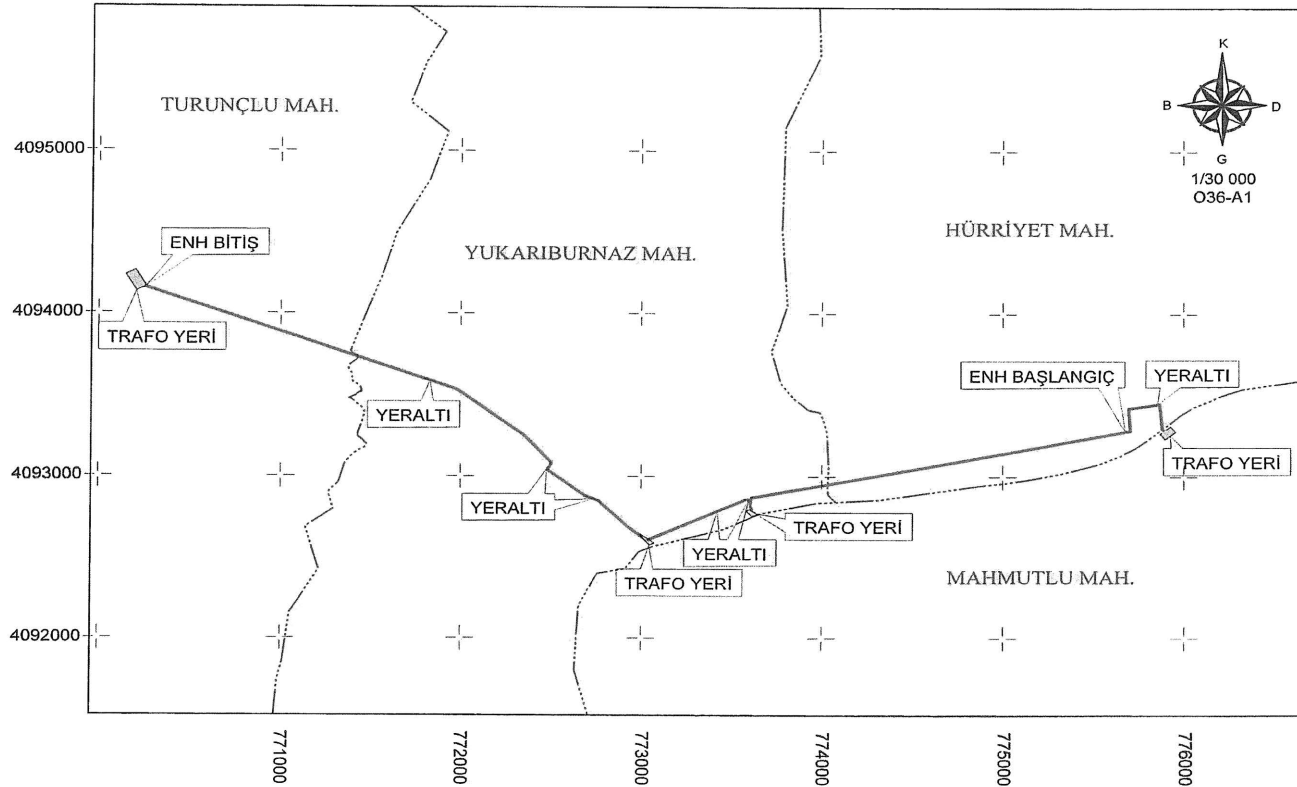 K
B
D
G
1/30 000
O36-A1
TURUNÇLU MAH.
YUKARIBURNAZ MAH.
HÜRRİYET MAH.
MAHMUTLU MAH.
4095000
4094000
4093000
4092000
ENH BİTİŞ
TRAFO YERİ
YERALTI
YERALTI
TRAFO YERİ
YERALTI
TRAFO YERİ
ENH BAŞLANGIÇ
YERALTI
TRAFO YERİ
771000
772000
773000
774000
775000
776000